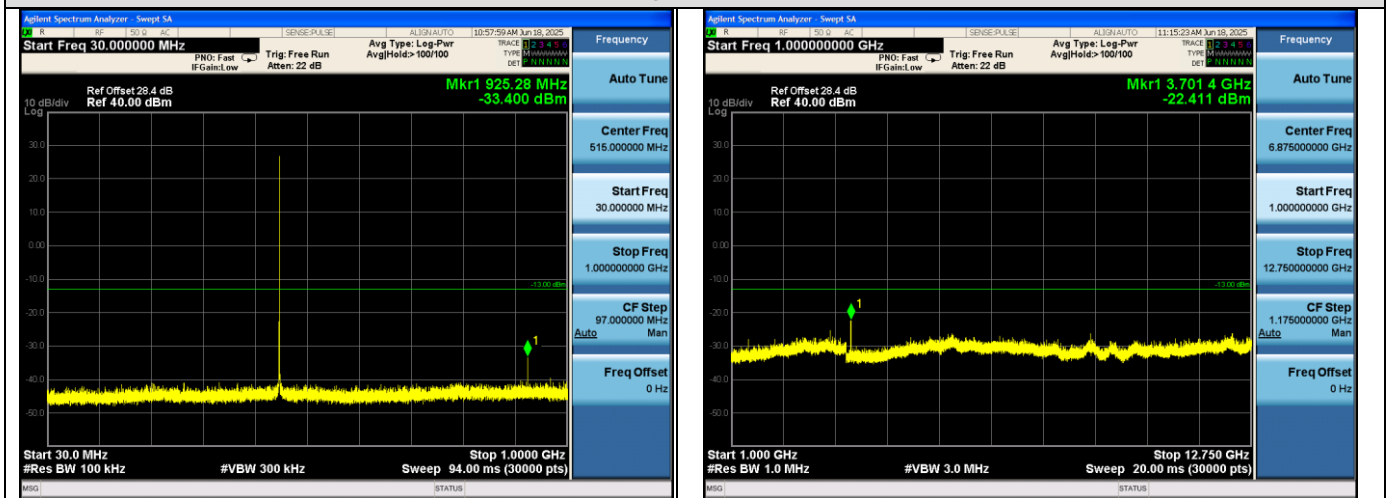 Agilent Spectrum Analyzer - Swept SA
R RF 50 Ω AC SENSE:PULSE ALIGNAUTO 10:57:59 AM Jun 18, 2025
Start Freq 30.000000 MHz
PNO: Fast
IFGain:Low
Trig: Free Run
Atten: 22 dB
Avg Type: Log-Pwr
Avg|Hold:>100/100
TRACE 1 2 3 4 5 6
TYPE M
DET P N N N N N
Mkr1 925.28 MHz
-33.400 dBm
Ref Offset 28.4 dB
10 dB/div Ref 40.00 dBm
Log
30.0
20.0
10.0
0.00
-10.0
-13.00 dBm
-20.0
-30.0
1
-40.0
-50.0
Start 30.0 MHz Stop 1.0000 GHz
#Res BW 100 kHz #VBW 300 kHz Sweep 94.00 ms (30000 pts)
MSG STATUS
Frequency
Auto Tune
Center Freq
515.000000 MHz
Start Freq
30.000000 MHz
Stop Freq
1.000000000 GHz
CF Step
97.000000 MHz
Auto Man
Freq Offset
0 Hz
Agilent Spectrum Analyzer - Swept SA
R RF 50 Ω AC SENSE:PULSE ALIGNAUTO 11:15:23 AM Jun 18, 2025
Start Freq 1.000000000 GHz
PNO: Fast
IFGain:Low
Trig: Free Run
Atten: 22 dB
Avg Type: Log-Pwr
Avg|Hold:>100/100
TRACE 1 2 3 4 5 6
TYPE M
DET P N N N N N
Mkr1 3.701 4 GHz
-22.411 dBm
Ref Offset 28.4 dB
10 dB/div Ref 40.00 dBm
Log
30.0
20.0
10.0
0.00
-10.0
-13.00 dBm
-20.0
1
-30.0
-40.0
-50.0
Start 1.000 GHz Stop 12.750 GHz
#Res BW 1.0 MHz #VBW 3.0 MHz Sweep 20.00 ms (30000 pts)
MSG STATUS
Frequency
Auto Tune
Center Freq
6.875000000 GHz
Start Freq
1.000000000 GHz
Stop Freq
12.750000000 GHz
CF Step
1.175000000 GHz
Auto Man
Freq Offset
0 Hz